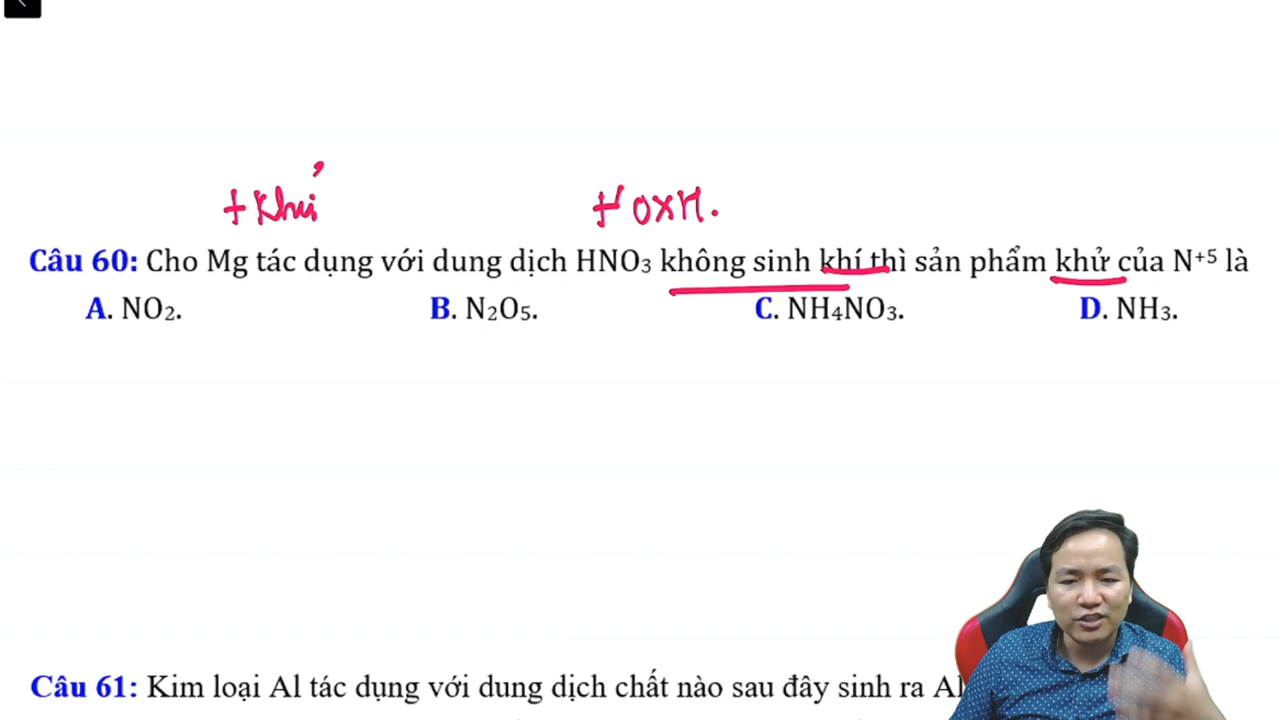 + Khử + OXH.
Câu 60: Cho Mg tác dụng với dung dịch HNO₃ không sinh khí thì sản phẩm khử của N⁺⁵ là
A. NO₂. B. N₂O₅. C. NH₄NO₃. D. NH₃.
Câu 61: Kim loại Al tác dụng với dung dịch chất nào sau đây sinh ra Al